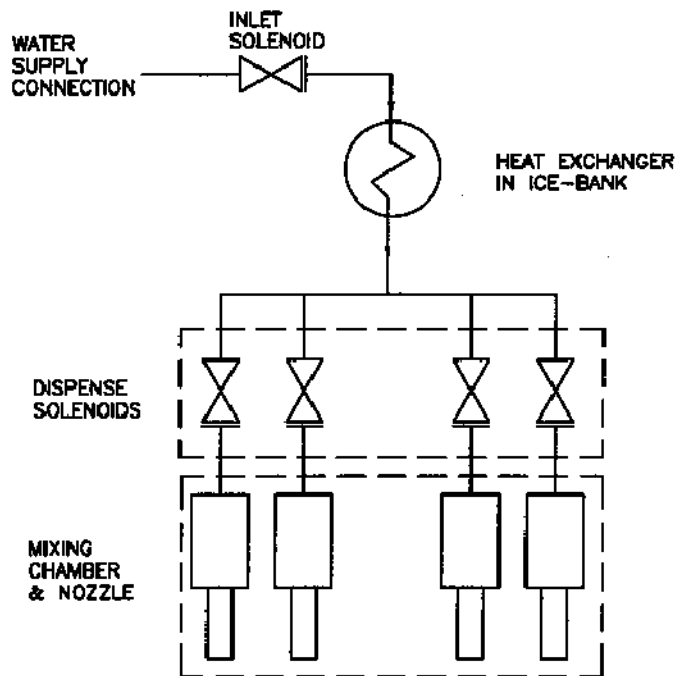 INLET
SOLENOID
WATER
SUPPLY
CONNECTION
HEAT EXCHANGER
IN ICE-BANK
DISPENSE
SOLENOIDS
MIXING
CHAMBER
& NOZZLE